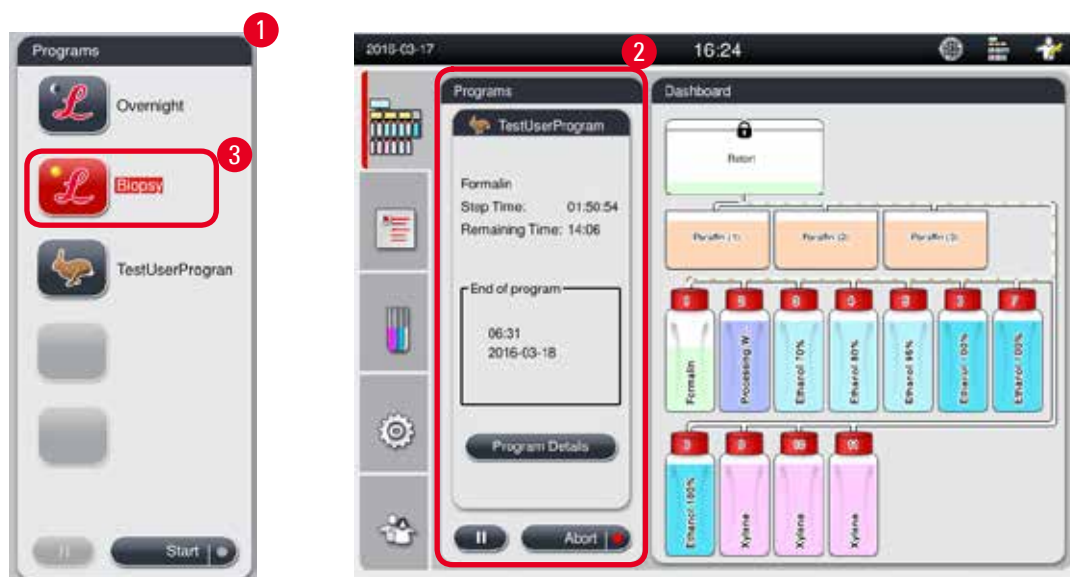 1
Programs
Overnight
3
Biopsy
TestUserProgran
Start
2016-03-17
2
16:24
Programs
TestUserProgram
Formalin
Step Time: 01:50:54
Remaining Time: 14:06
End of program
06:31
2016-03-18
Program Details
Abort
Dashboard
Retort
Paraffin (1)
Paraffin (2)
Paraffin (3)
Formalin
Processing W...
Ethanol 70%
Ethanol 80%
Ethanol 96%
Ethanol 100%
Ethanol 100%
Ethanol 100%
Xylene
Xylene
Xylene